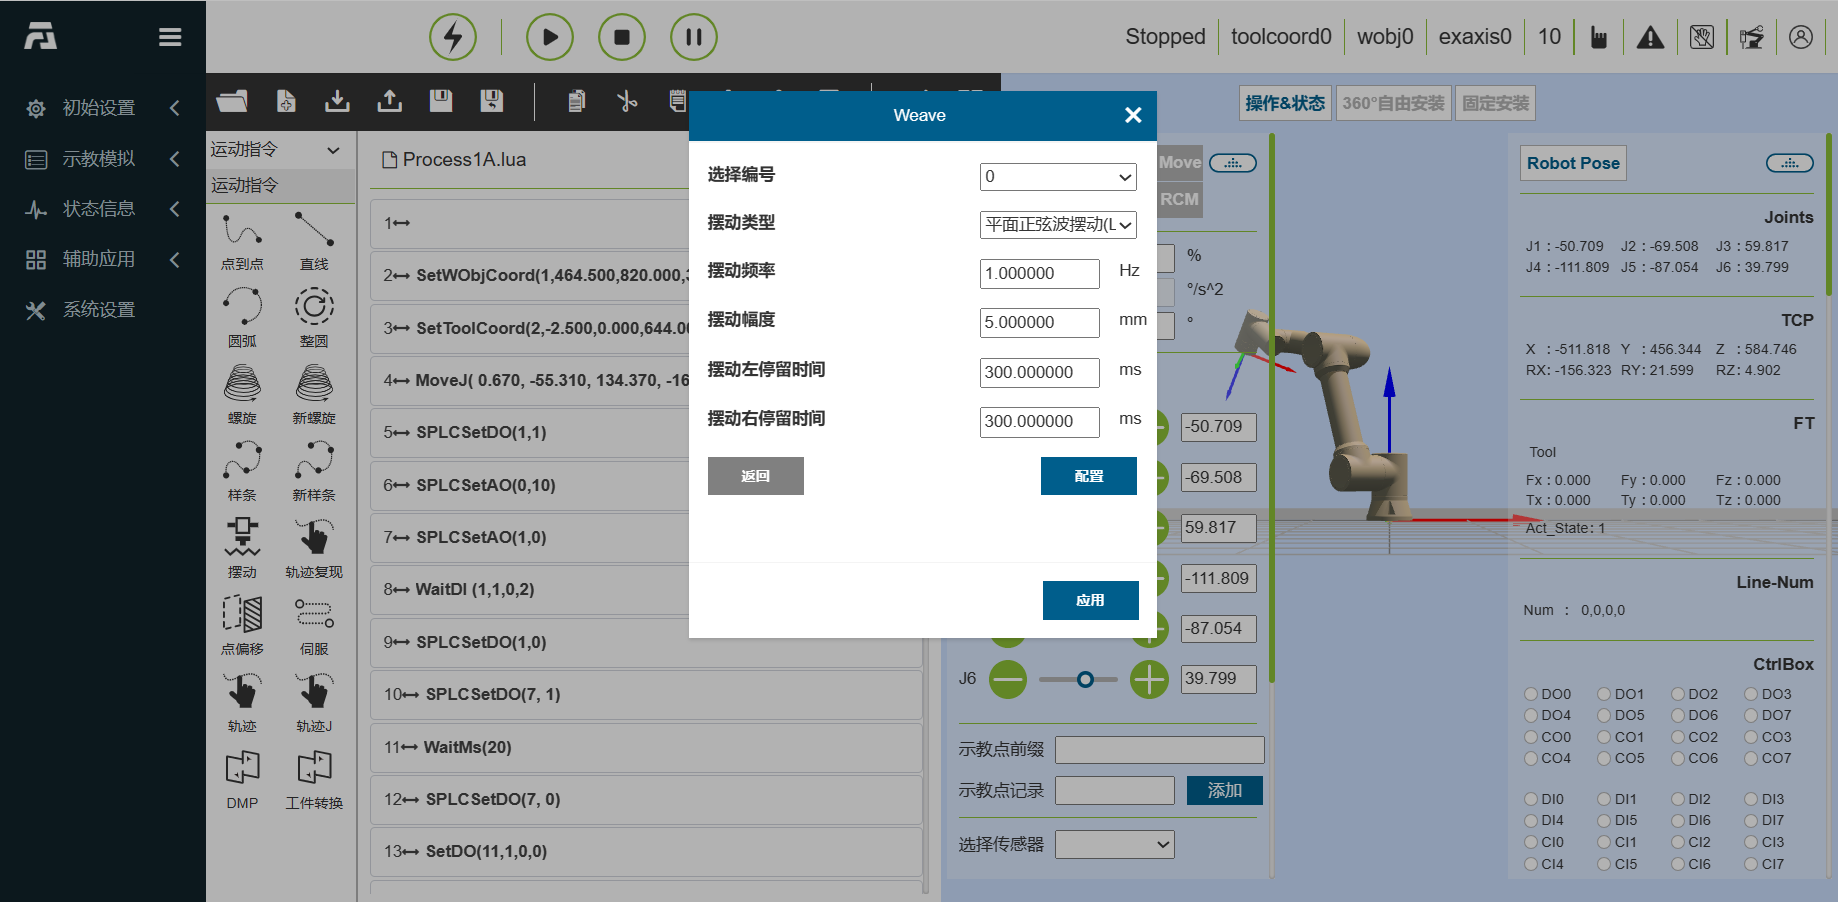 Stopped
toolcoord0
wobj0
exaxis0
10
初始设置
示教模拟
状态信息
辅助应用
系统设置
运动指令
运动指令
点到点
直线
圆弧
整圆
螺旋
新螺旋
样条
新样条
摆动
轨迹复现
点偏移
伺服
轨迹
轨迹J
DMP
工件转换
Process1A.lua
1
2 SetWObjCoord(1,464.500,820.000,
3 SetToolCoord(2,-2.500,0.000,644.00
4 MoveJ( 0.670, -55.310, 134.370, -16
5 SPLCSetDO(1,1)
6 SPLCSetAO(0,10)
7 SPLCSetAO(1,0)
8 WaitDI (1,1,0,2)
9 SPLCSetDO(1,0)
10 SPLCSetDO(7, 1)
11 WaitMs(20)
12 SPLCSetDO(7, 0)
13 SetDO(11,1,0,0)
Weave
选择编号
0
摆动类型
平面正弦波摆动(L
摆动频率
1.000000
Hz
摆动幅度
5.000000
mm
摆动左停留时间
300.000000
ms
摆动右停留时间
300.000000
ms
返回
配置
应用
操作&状态
360°自由安装
固定安装
Move
RCM
%
°/s^2
°
-50.709
-69.508
59.817
-111.809
-87.054
J6
39.799
示教点前缀
示教点记录
添加
选择传感器
Robot Pose
Joints
J1 : -50.709 J2 : -69.508 J3 : 59.817
J4 : -111.809 J5 : -87.054 J6 : 39.799
TCP
X : -511.818 Y : 456.344 Z : 584.746
RX: -156.323 RY: 21.599 RZ: 4.902
FT
Tool
Fx : 0.000 Fy : 0.000 Fz : 0.000
Tx : 0.000 Ty : 0.000 Tz : 0.000
Act_State: 1
Line-Num
Num : 0,0,0,0
CtrlBox
DO0 DO1 DO2 DO3
DO4 DO5 DO6 DO7
CO0 CO1 CO2 CO3
CO4 CO5 CO6 CO7
DI0 DI1 DI2 DI3
DI4 DI5 DI6 DI7
CI0 CI1 CI2 CI3
CI4 CI5 CI6 CI7